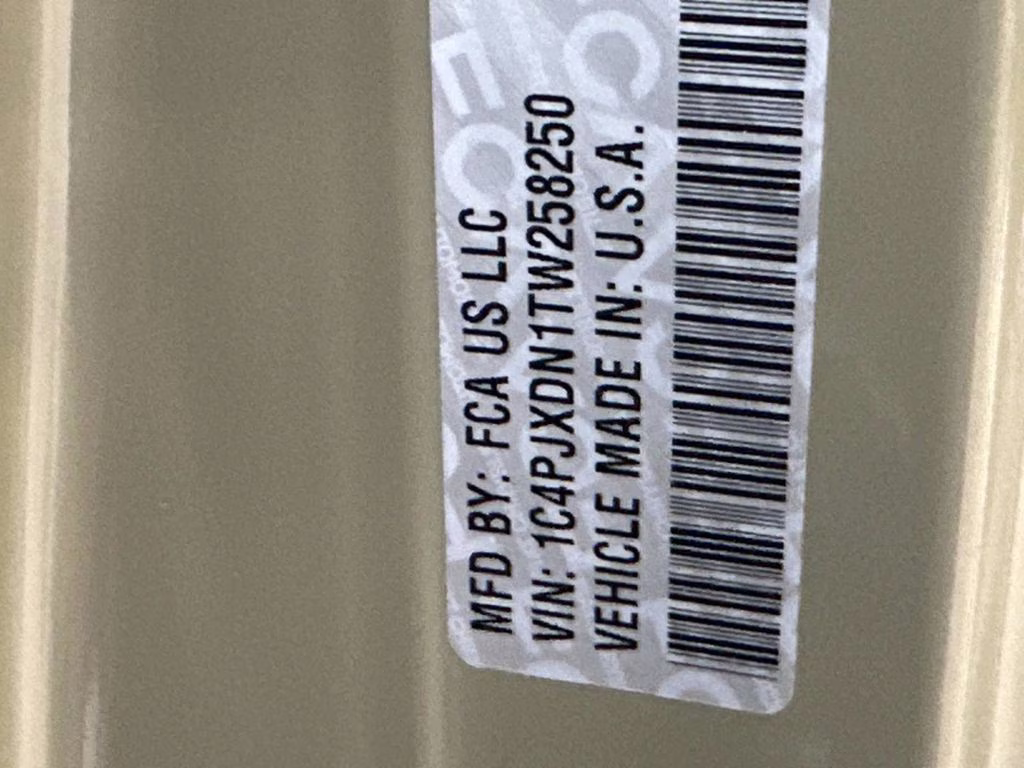 MFD BY: FCA US LLC
VIN: 1C4PJXDN1TW258250
VEHICLE MADE IN: U.S.A.